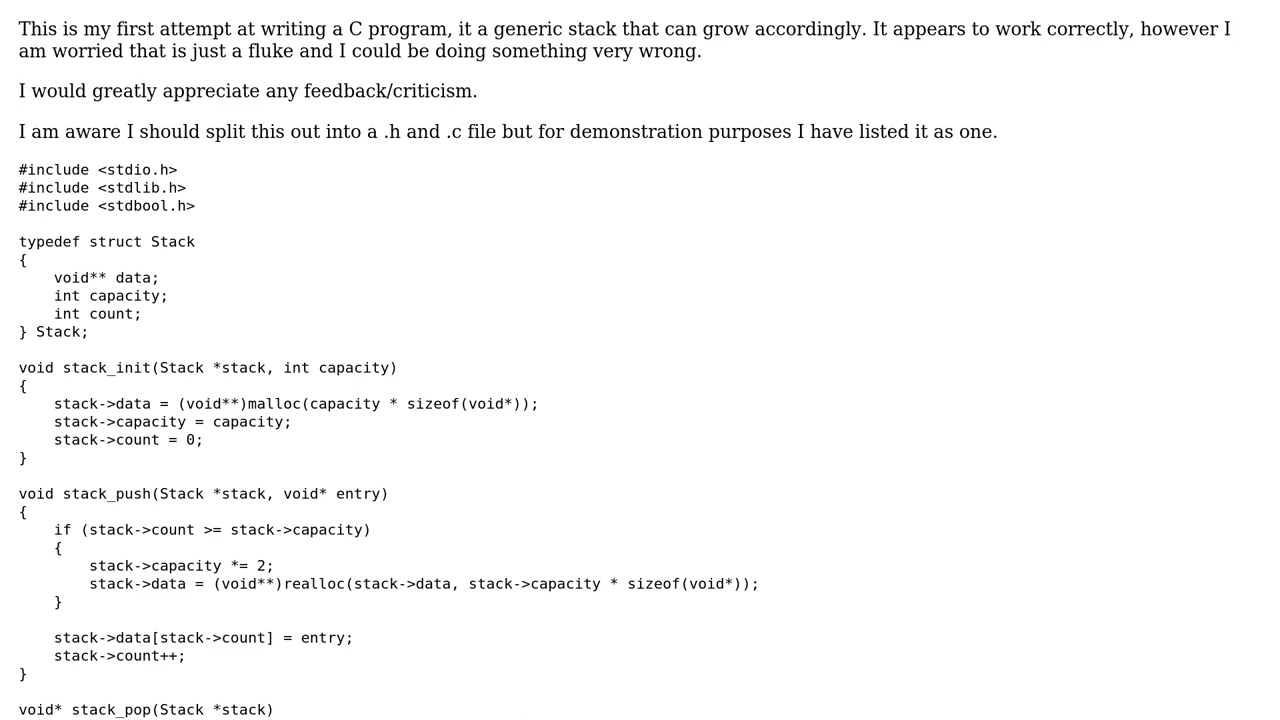 This is my first attempt at writing a C program, it a generic stack that can grow accordingly. It appears to work correctly, however I
am worried that is just a fluke and I could be doing something very wrong.
I would greatly appreciate any feedback/criticism.
I am aware I should split this out into a .h and .c file but for demonstration purposes I have listed it as one.
#include <stdio.h>
#include <stdlib.h>
#include <stdbool.h>
typedef struct Stack
{
    void** data;
    int capacity;
    int count;
} Stack;
void stack_init(Stack *stack, int capacity)
{
    stack->data = (void**)malloc(capacity * sizeof(void*));
    stack->capacity = capacity;
    stack->count = 0;
}
void stack_push(Stack *stack, void* entry)
{
    if (stack->count >= stack->capacity)
    {
        stack->capacity *= 2;
        stack->data = (void**)realloc(stack->data, stack->capacity * sizeof(void*));
    }
    stack->data[stack->count] = entry;
    stack->count++;
}
void* stack_pop(Stack *stack)